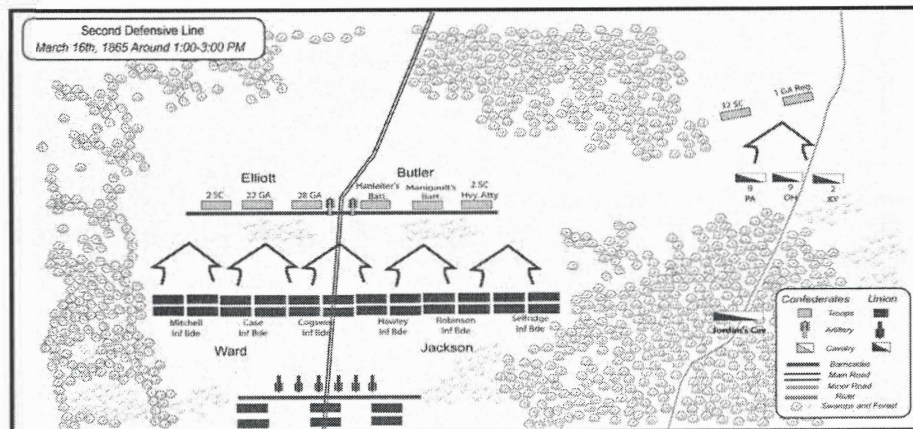 Second Defensive Line
March 16th, 1865 Around 1:00-3:00 PM
32 SC
1 GA Reg.
Elliott
Butler
2 SC
22 GA
28 GA
Hanleiter's
Batt.
Manigault's
Batt.
2 SC
Hvy. Atty
9
PA
9
OH
2
KY
Mitchell
Inf Bde
Case
Inf Bde
Cogswell
Inf Bde
Hawley
Inf Bde
Robinson
Inf Bde
Selfridge
Inf Bde
Ward
Jackson
Jordan's Cav
Confederates
Union
Troops
Artillery
Cavalry
Barricades
Main Road
Minor Road
River
Swamps and Forest